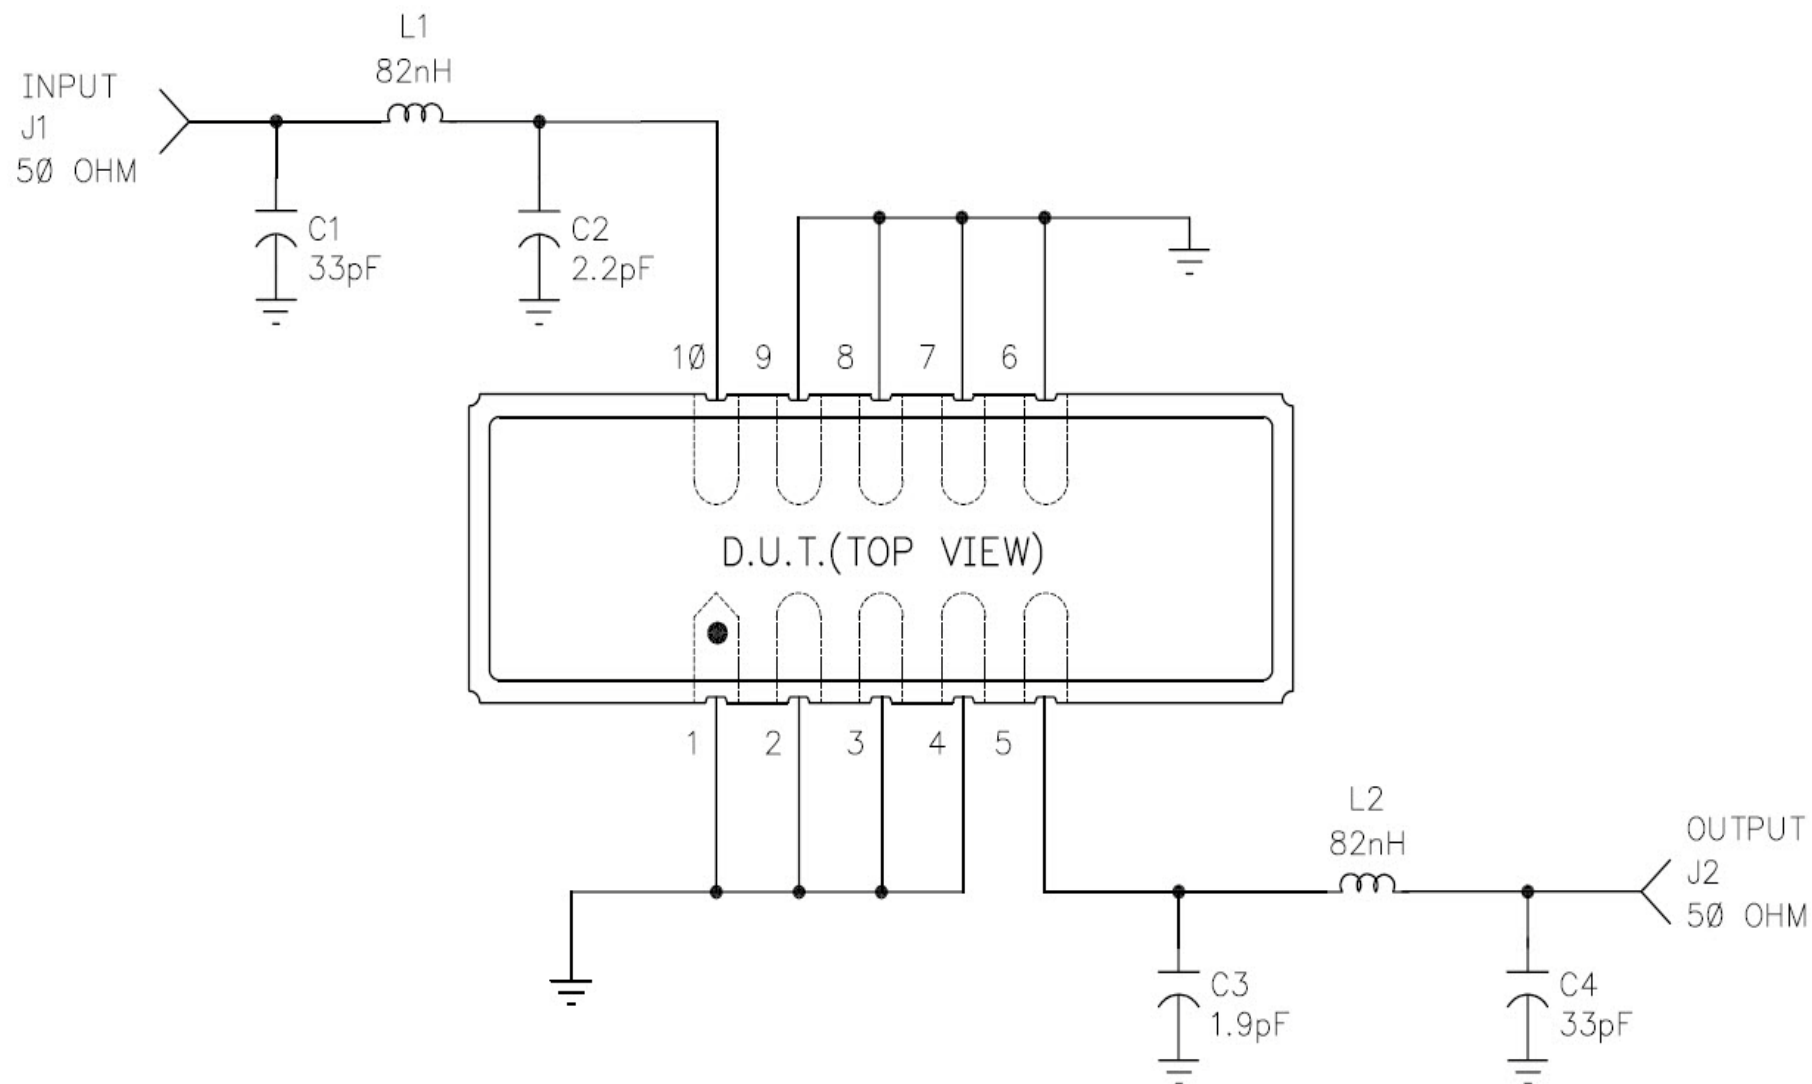 L1
82nH
INPUT
J1
5Ø OHM
C1
33pF
C2
2.2pF
1Ø 9 8 7 6
D.U.T.(TOP VIEW)
1 2 3 4 5
L2
82nH
OUTPUT
J2
5Ø OHM
C3
1.9pF
C4
33pF